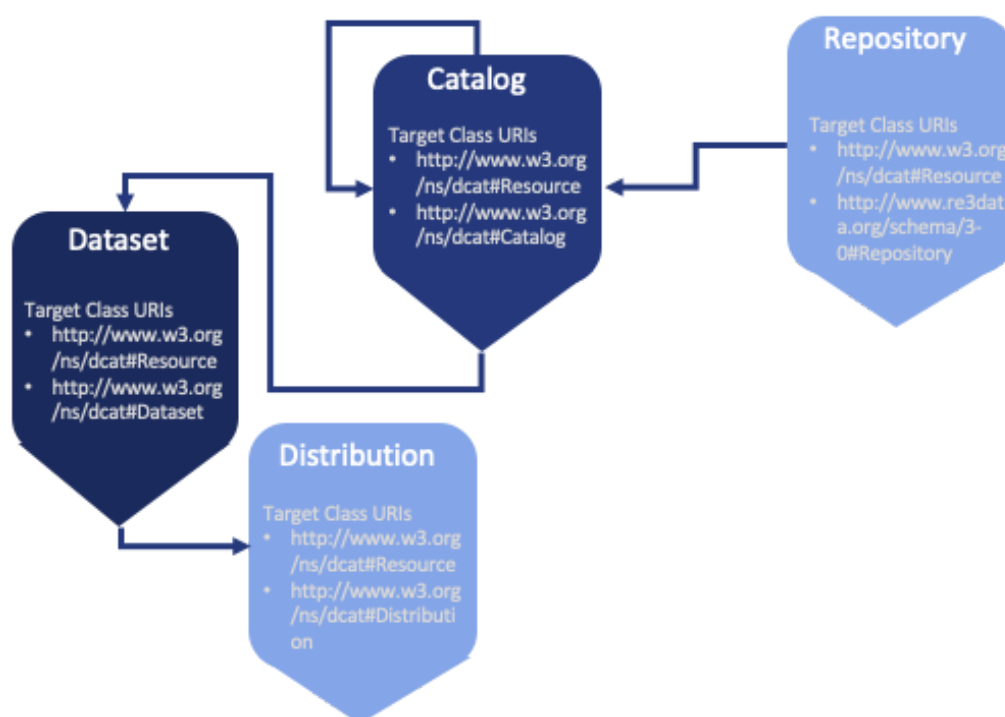 Repository
Target Class URIs
• http://www.w3.org
/ns/dcat#Resource
• http://www.re3dat
a.org/schema/3-
0#Repository
Catalog
Target Class URIs
• http://www.w3.org
/ns/dcat#Resource
• http://www.w3.org
/ns/dcat#Catalog
Dataset
Target Class URIs
• http://www.w3.org
/ns/dcat#Resource
• http://www.w3.org
/ns/dcat#Dataset
Distribution
Target Class URIs
• http://www.w3.org
/ns/dcat#Resource
• http://www.w3.org
/ns/dcat#Distributi
on